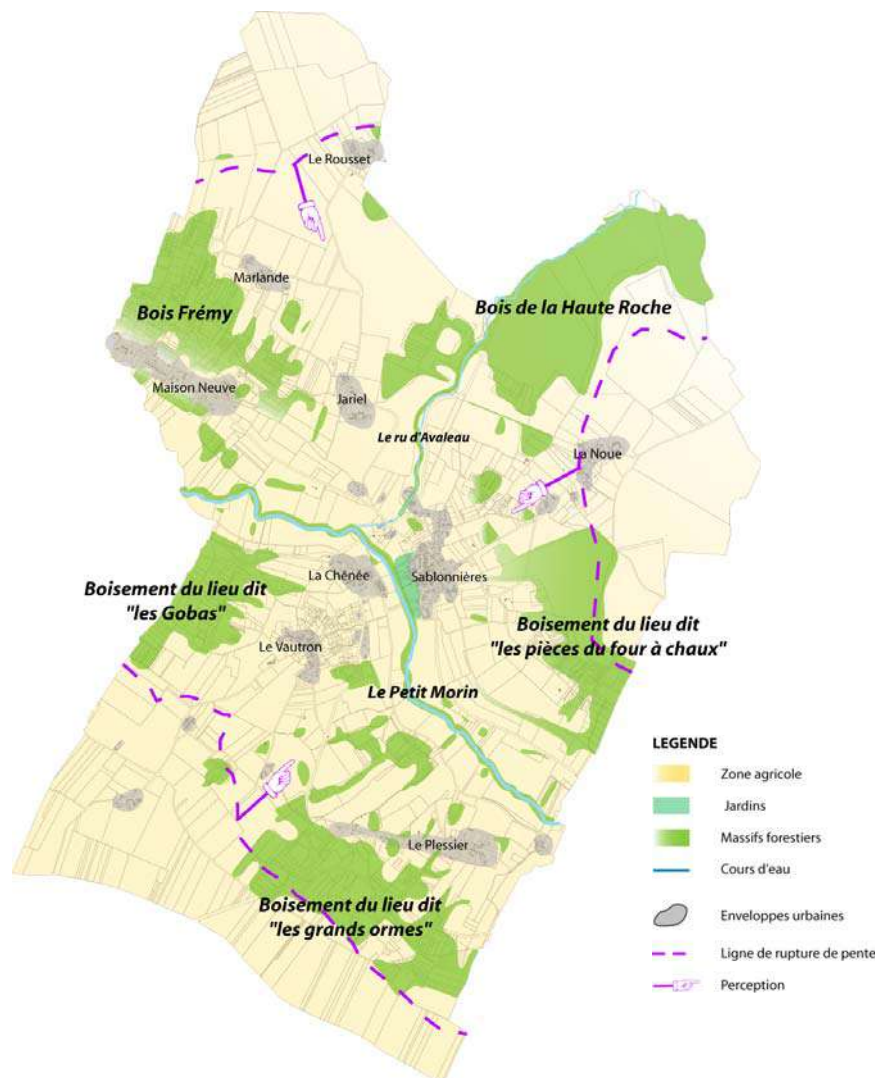 Le Rousset
Marlande
Bois Frémy
Bois de la Haute Roche
Maison Neuve
Jariel
Le ru d'Avaleau
La Noue
La Chênée
Sablonnières
Boisement du lieu dit
"les Gobas"
Boisement du lieu dit
"les pièces du four à chaux"
Le Vautron
Le Petit Morin
Le Plessier
Boisement du lieu dit
"les grands ormes"
LEGENDE
Zone agricole
Jardins
Massifs forestiers
Cours d'eau
Enveloppes urbaines
Ligne de rupture de pente
Perception